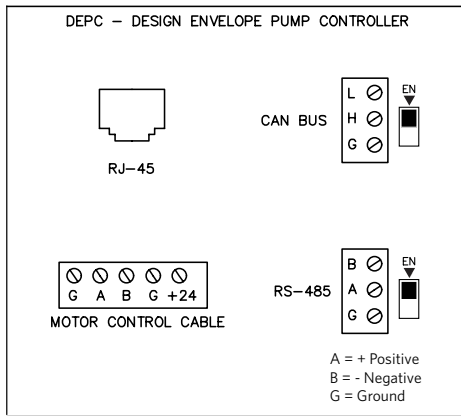 DEPC – DESIGN ENVELOPE PUMP CONTROLLER
RJ-45
CAN BUS
L
H
G
EN
G A B G +24
MOTOR CONTROL CABLE
RS-485
B
A
G
EN
A = + Positive
B = - Negative
G = Ground